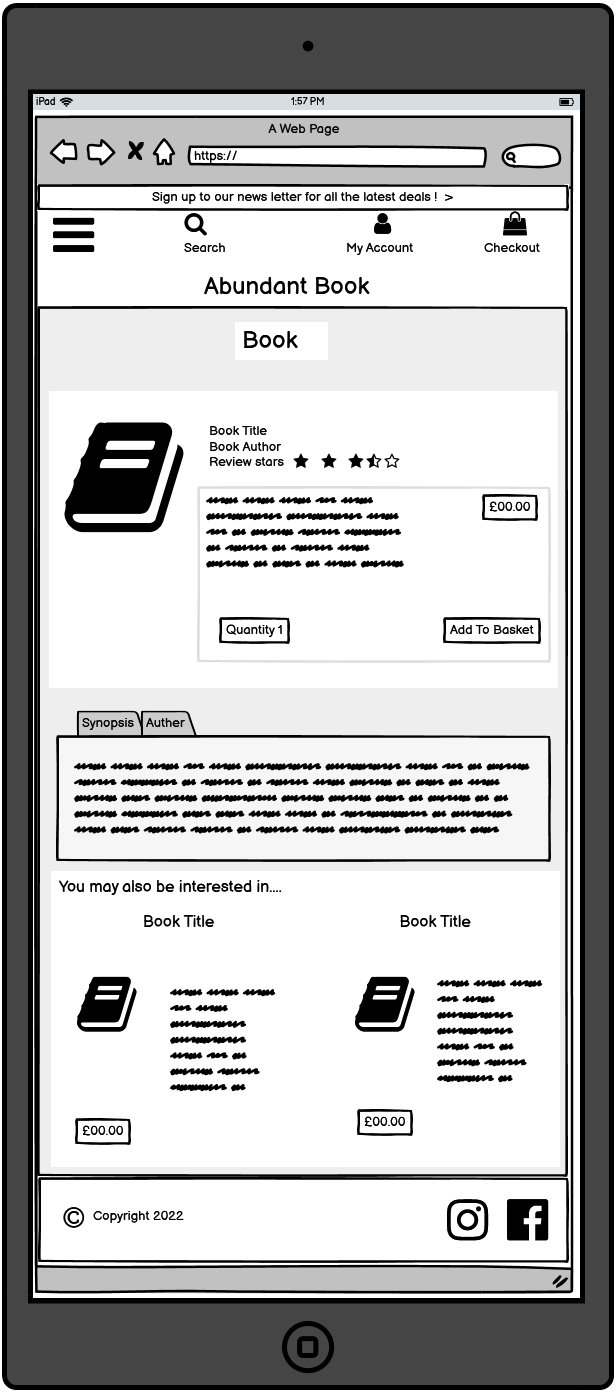 iPad 1:57 PM
A Web Page
https://
Sign up to our news letter for all the latest deals ! >
Search My Account Checkout
Abundant Book
Book
Book Title
Book Author
Review stars
£00.00
Quantity 1 Add To Basket
Synopsis Auther
You may also be interested in....
Book Title Book Title
£00.00 £00.00
© Copyright 2022